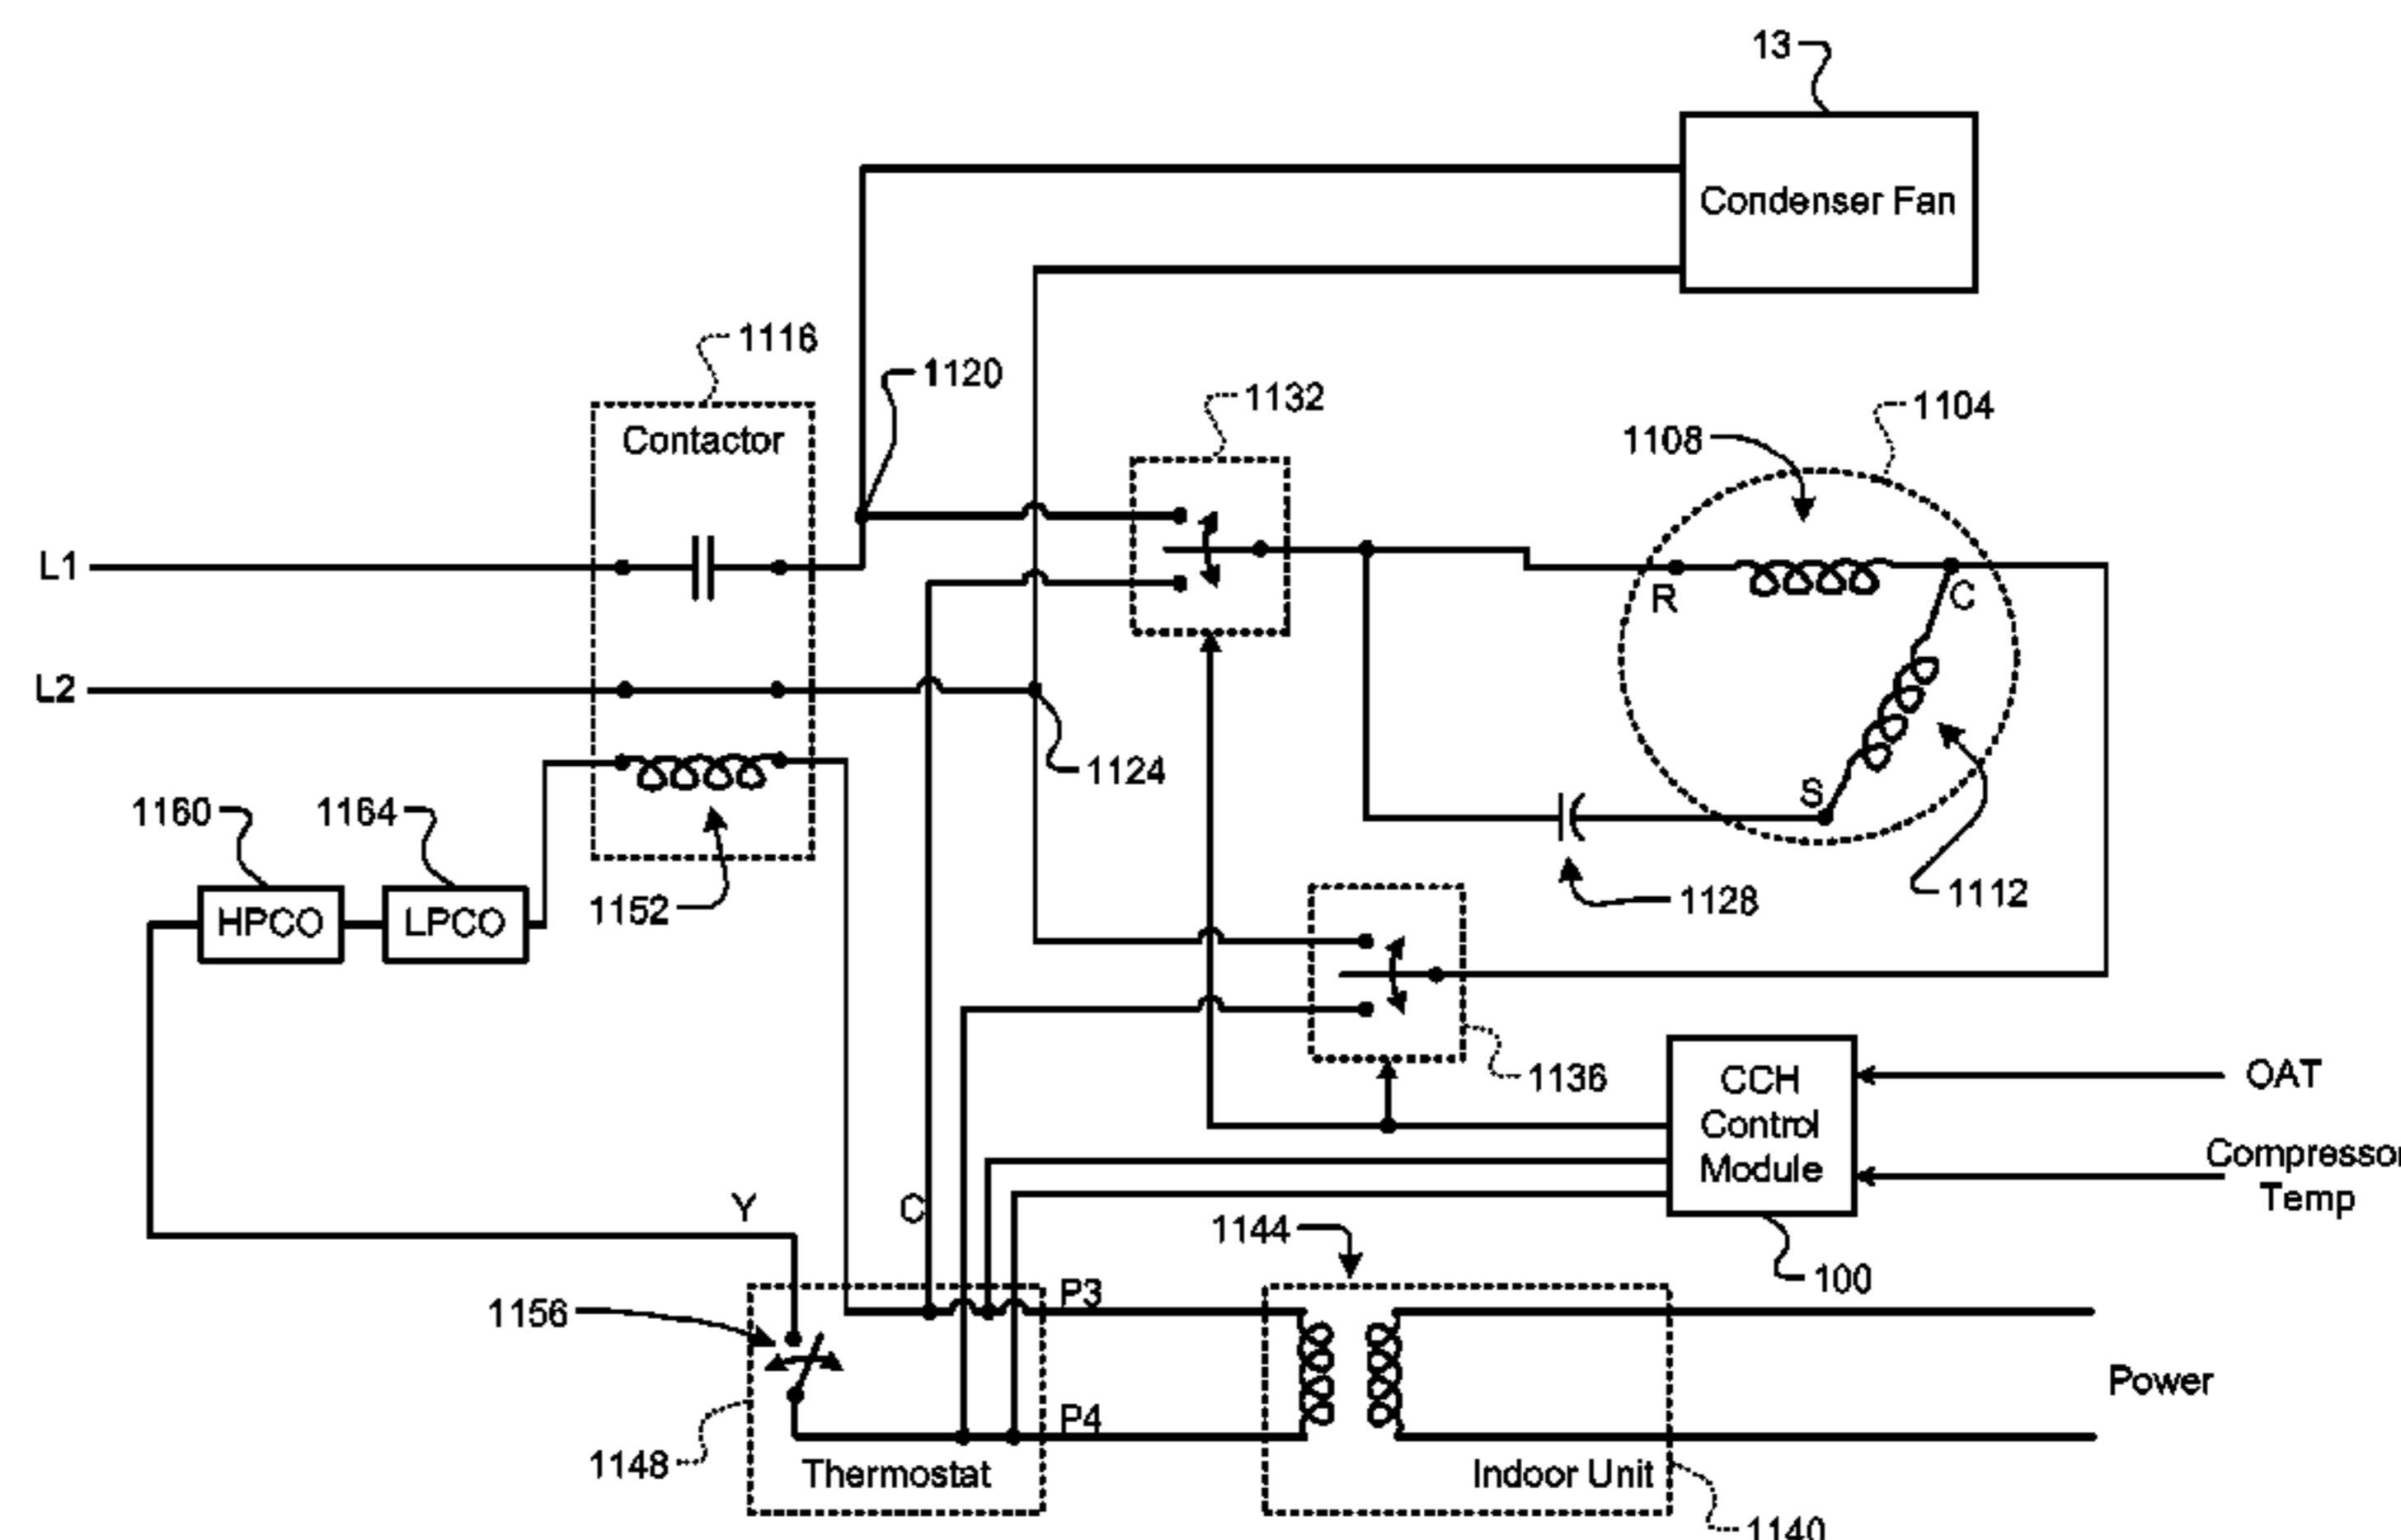 13
Condenser Fan
1116
1120
1132
1104
Contactor
1108
L1
R
C
L2
1124
S
1160
1164
1152
1128
1112
HPCO
LPCO
1136
CCH
Control
Module
OAT
Compressor
Temp
Y
C
1144
100
P3
1156
Power
P4
1148
Thermostat
Indoor Unit
1140